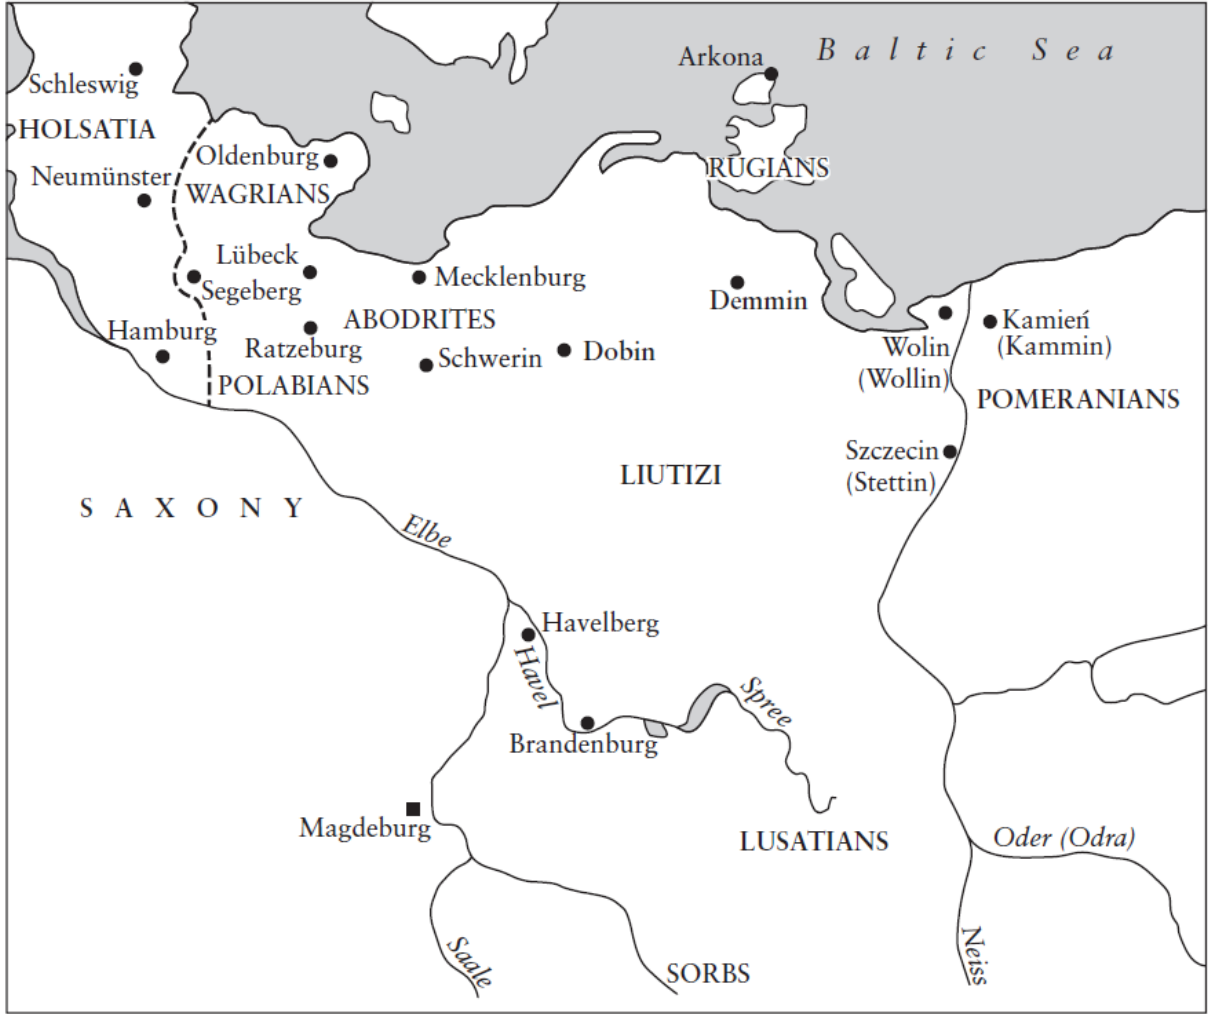 Baltic Sea
Arkona
Schleswig
HOLSATIA
Oldenburg
RUGIANS
Neumünster
WAGRIANS
Lübeck
Mecklenburg
Segeberg
Demmin
Hamburg
ABODRITES
Kamień
(Kammin)
Ratzeburg
Schwerin
Dobin
Wolin
(Wollin)
POLABIANS
POMERANIANS
Szczecin
(Stettin)
LIUTIZI
SAXONY
Elbe
Havelberg
Havel
Spree
Brandenburg
Magdeburg
LUSATIANS
Oder (Odra)
Saale
SORBS
Neiss